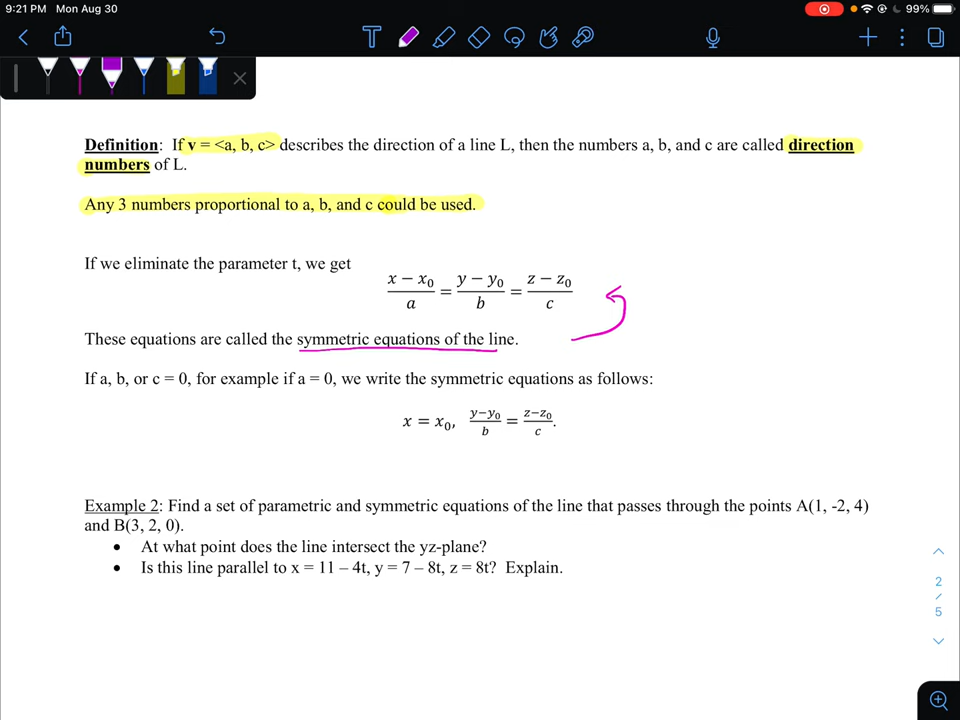 9:21 PM Mon Aug 30 99%
Definition: If v = <a, b, c> describes the direction of a line L, then the numbers a, b, and c are called direction
numbers of L.
Any 3 numbers proportional to a, b, and c could be used.
If we eliminate the parameter t, we get
x − x₀ / a = y − y₀ / b = z − z₀ / c
These equations are called the symmetric equations of the line.
If a, b, or c = 0, for example if a = 0, we write the symmetric equations as follows:
x = x₀, y−y₀ / b = z−z₀ / c.
Example 2: Find a set of parametric and symmetric equations of the line that passes through the points A(1, -2, 4)
and B(3, 2, 0).
• At what point does the line intersect the yz-plane?
• Is this line parallel to x = 11 – 4t, y = 7 – 8t, z = 8t? Explain.
2
/
5